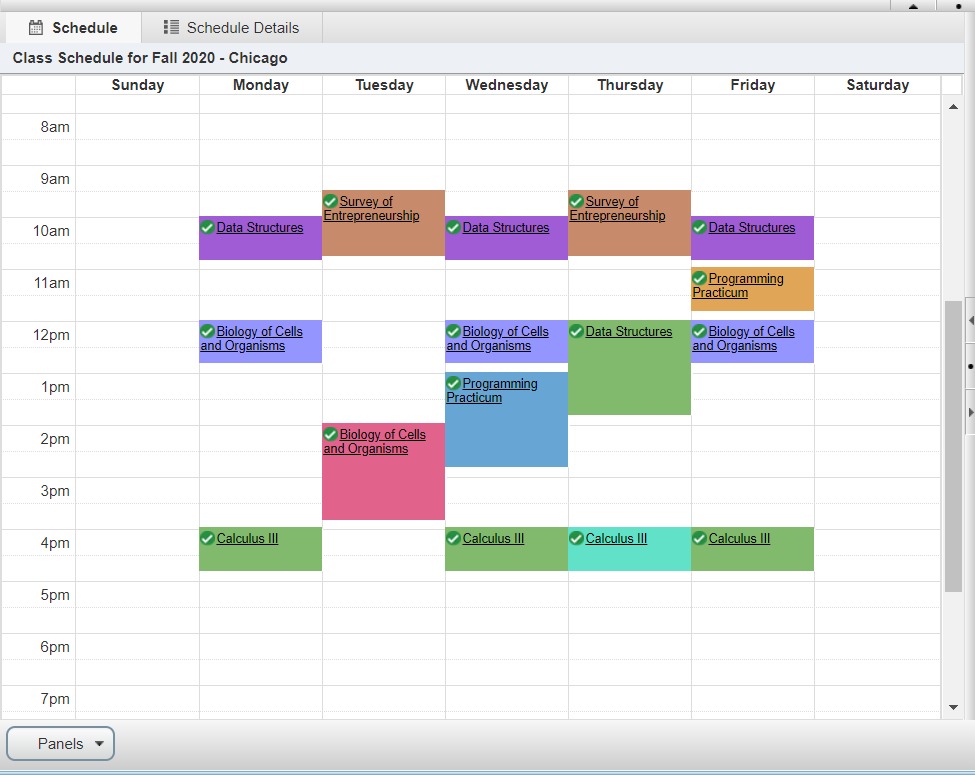 Schedule
Schedule Details
Class Schedule for Fall 2020 - Chicago
Sunday Monday Tuesday Wednesday Thursday Friday Saturday
8am
9am
Survey of
Entrepreneurship
Survey of
Entrepreneurship
10am
Data Structures
Data Structures
Data Structures
11am
Programming
Practicum
12pm
Biology of Cells
and Organisms
Biology of Cells
and Organisms
Data Structures
Biology of Cells
and Organisms
1pm
Programming
Practicum
2pm
Biology of Cells
and Organisms
3pm
4pm
Calculus III
Calculus III
Calculus III
Calculus III
5pm
6pm
7pm
Panels